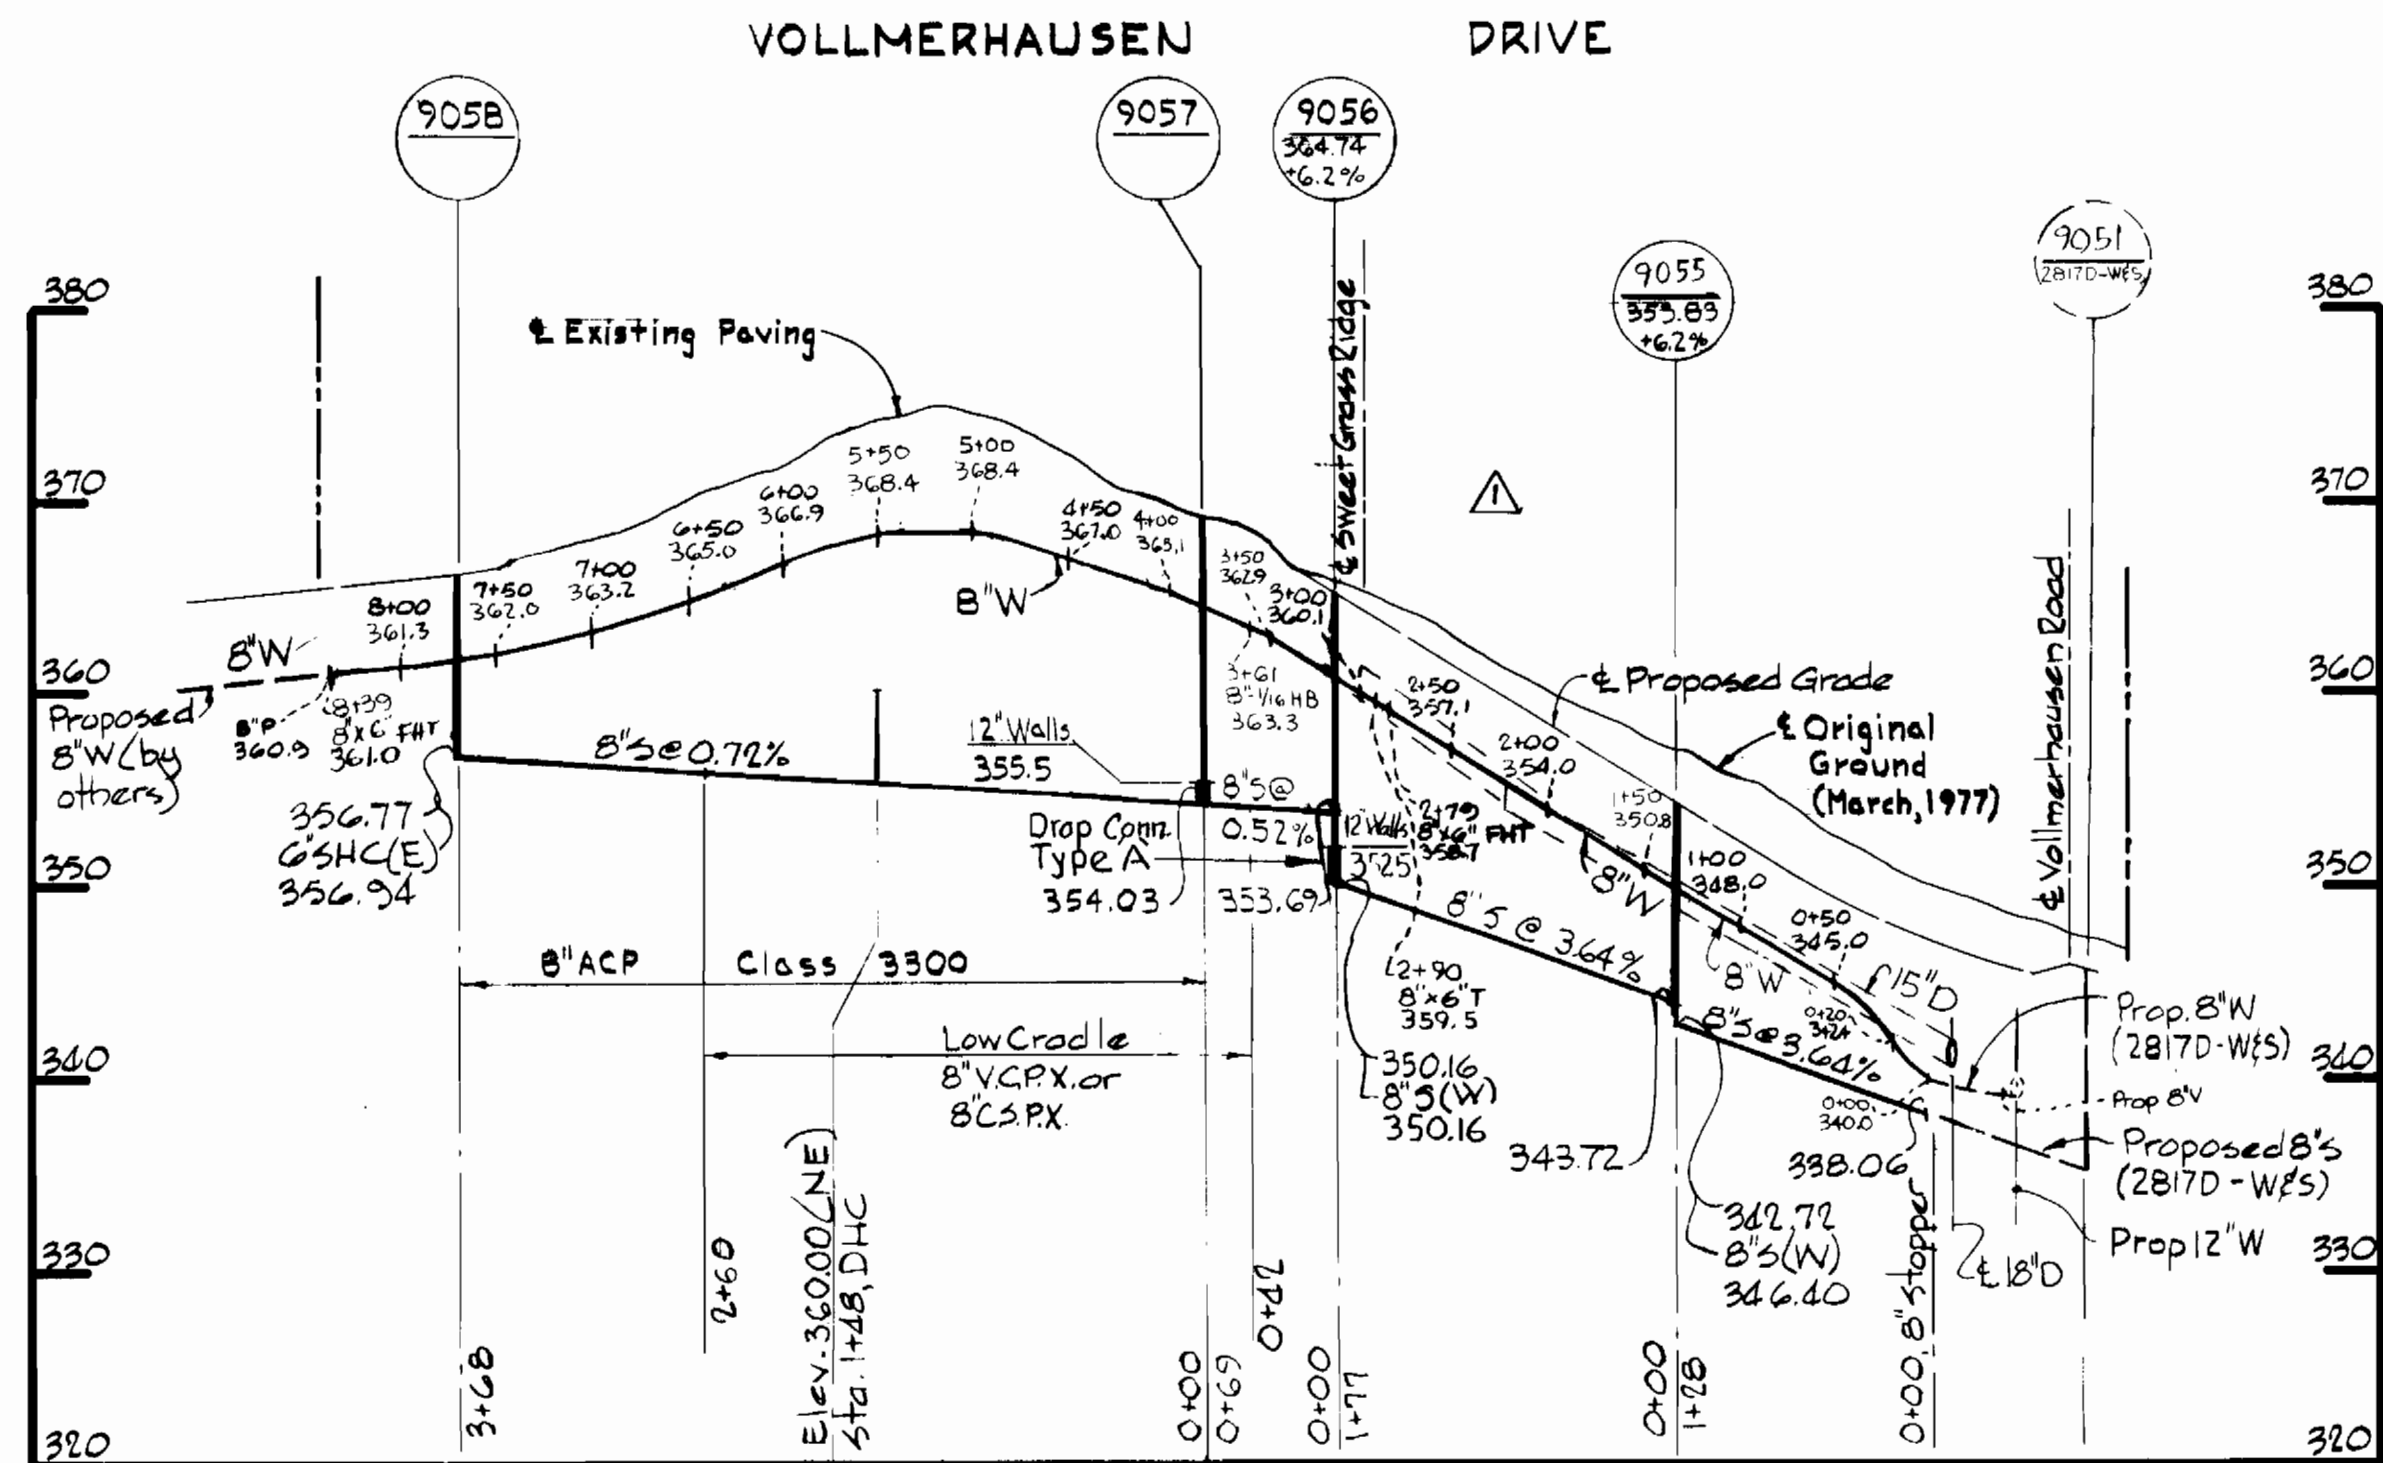 VOLLMERHAUSEN DRIVE
9058
9057
9056
364.74
+6.2%
9055
353.83
+6.2%
9051
(2817D-W&S)
380
370
360
350
340
330
320
380
370
360
350
340
330
320
℄ Existing Paving
℄ Sweet Grass Ridge
1
8"W
Proposed
8"W (by
others)
8"P
360.9
8+39
8"x6" FHT
361.0
8+00
361.3
7+50
362.0
7+00
363.2
6+50
365.0
6+00
366.9
5+50
368.4
5+00
368.4
4+50
367.0
4+00
365.1
3+50
362.9
3+00
360.1
8"W
3+61
8"-1/16 HB
363.3
2+50
357.1
2+00
354.0
1+50
350.8
1+00
348.0
0+50
345.0
0+20
0+00
340.0
℄ Proposed Grade
℄ Original
Ground
(March, 1977)
℄ Vollmerhausen Road
8"S @ 0.72%
12" Walls
355.5
8"S @
0.52%
Drop Conn.
Type A
354.03
353.69
12" Walls
2+79
8"x6" FHT
358.7
356.77
6"SHC(E)
356.94
8"W
8"S @ 3.64%
8"W
15"D
8"S @ 3.64%
2+90
8"x6"T
359.5
350.16
8"S(W)
350.16
343.72
342.72
8"S(W)
346.40
338.06
8"ACP Class 3300
Low Cradle
8"V.C.P.X. or
8"C.S.P.X.
Prop. 8"W
(2817D-W&S)
Prop 8"V
Proposed 8"S
(2817D-W&S)
Prop 12"W
℄ 18"D
3+68
2+60
Elev. 360.00 (NE)
Sta. 1+48, DHC
0+00
0+69
0+42
0+00
1+77
0+00
1+28
0+00, 8" Stopper